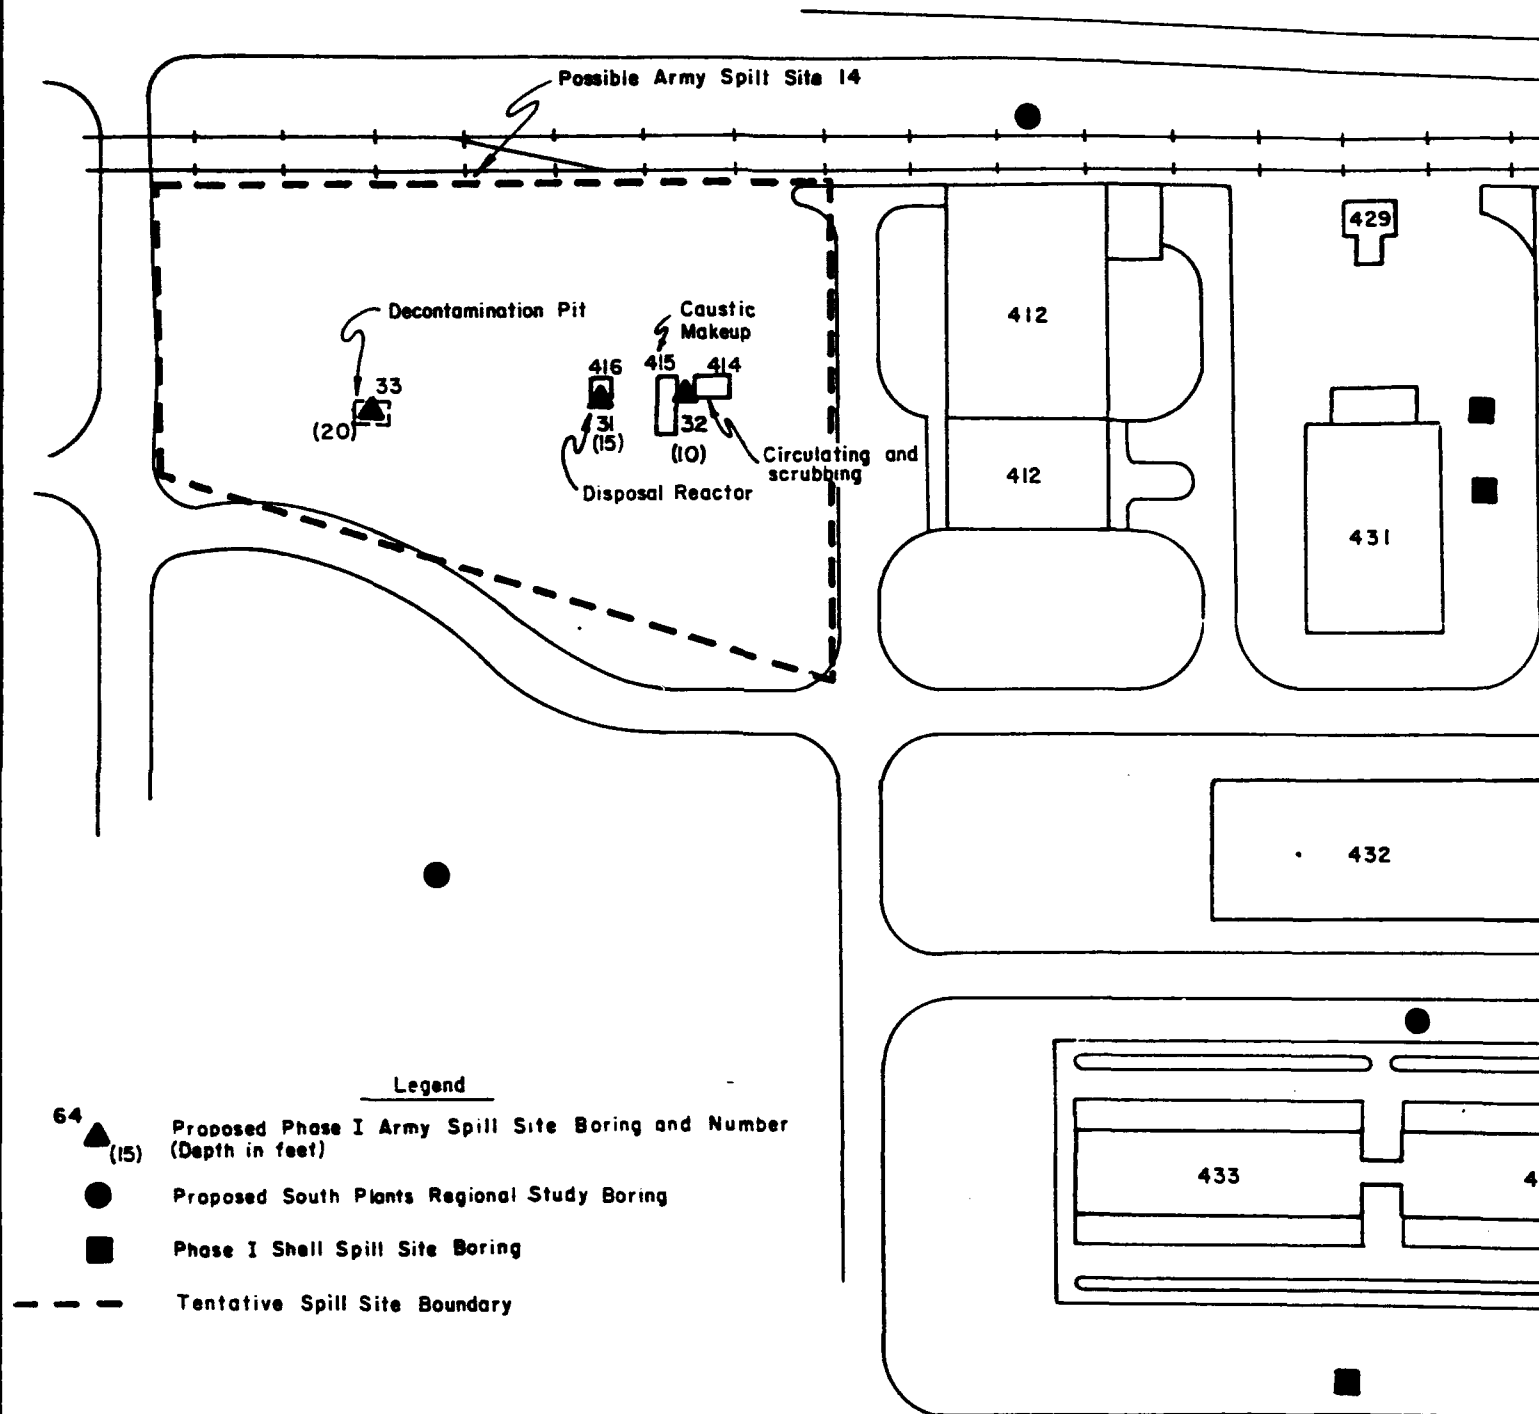 Possible Army Spill Site 14
429
412
Decontamination Pit
Caustic
Makeup
416
415
414
33
(20)
31
(15)
32
(10)
Circulating and
scrubbing
Disposal Reactor
412
431
432
Legend
64
(15)
Proposed Phase I Army Spill Site Boring and Number
(Depth in feet)
Proposed South Plants Regional Study Boring
Phase I Shell Spill Site Boring
Tentative Spill Site Boundary
433
4